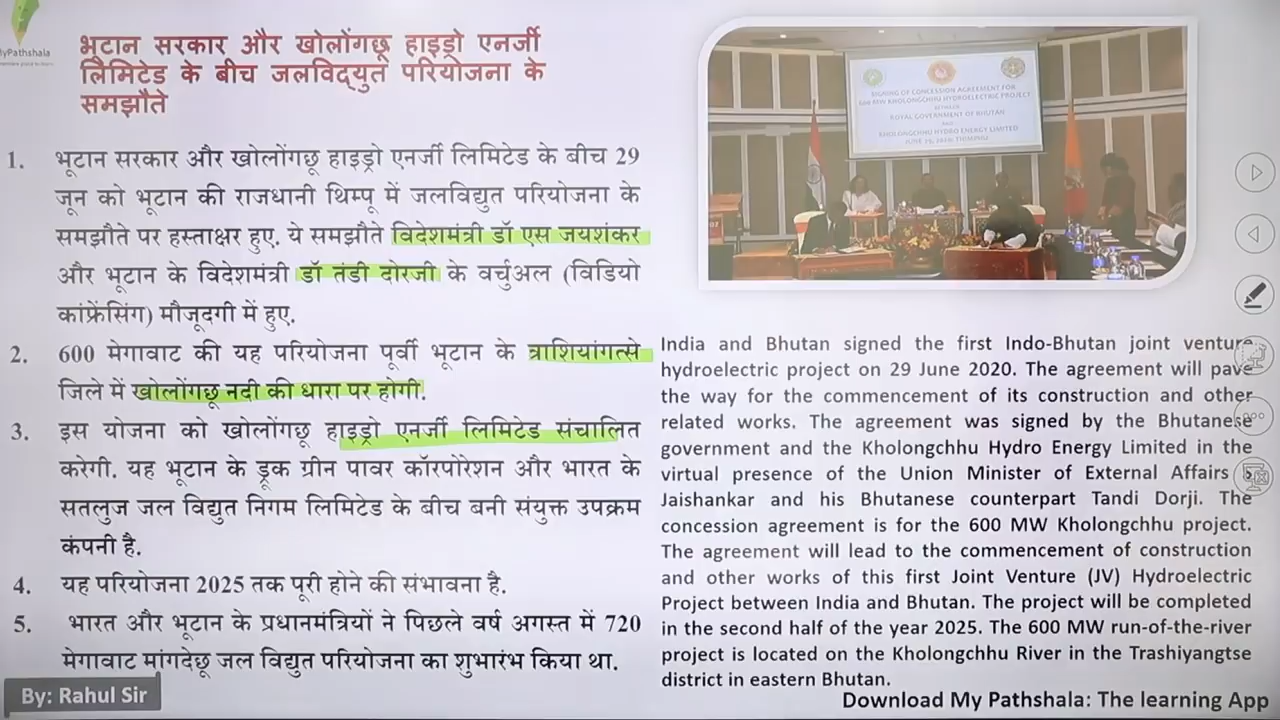 MyPathshala
भूटान सरकार और खोलोंगछू हाइड्रो एनर्जी
लिमिटेड के बीच जलविद्युत परियोजना के
समझौते
1. भूटान सरकार और खोलोंगछू हाइड्रो एनर्जी लिमिटेड के बीच 29
जून को भूटान की राजधानी थिम्पू में जलविद्युत परियोजना के
समझौते पर हस्ताक्षर हुए. ये समझौते विदेशमंत्री डॉ एस जयशंकर
और भूटान के विदेशमंत्री डॉ तंडी दोरजी के वर्चुअल (विडियो
कांफ्रेंसिंग) मौजूदगी में हुए.
2. 600 मेगावाट की यह परियोजना पूर्वी भूटान के त्राशियांगत्से
जिले में खोलोंगछू नदी की धारा पर होगी.
3. इस योजना को खोलोंगछू हाइड्रो एनर्जी लिमिटेड संचालित
करेगी. यह भूटान के ड्रूक ग्रीन पावर कॉरपोरेशन और भारत के
सतलुज जल विद्युत निगम लिमिटेड के बीच बनी संयुक्त उपक्रम
कंपनी है.
4. यह परियोजना 2025 तक पूरी होने की संभावना है.
5. भारत और भूटान के प्रधानमंत्रियों ने पिछले वर्ष अगस्त में 720
मेगावाट मांगदेछू जल विद्युत परियोजना का शुभारंभ किया था.
By: Rahul Sir
SIGNING OF CONCESSION AGREEMENT FOR
600 MW KHOLONGCHHU HYDROELECTRIC PROJECT
BETWEEN
ROYAL GOVERNMENT OF BHUTAN
AND
KHOLONGCHHU HYDRO ENERGY LIMITED
JUNE 29, 2020, THIMPHU
India and Bhutan signed the first Indo-Bhutan joint venture
hydroelectric project on 29 June 2020. The agreement will pave
the way for the commencement of its construction and other
related works. The agreement was signed by the Bhutanese
government and the Kholongchhu Hydro Energy Limited in the
virtual presence of the Union Minister of External Affairs
Jaishankar and his Bhutanese counterpart Tandi Dorji. The
concession agreement is for the 600 MW Kholongchhu project.
The agreement will lead to the commencement of construction
and other works of this first Joint Venture (JV) Hydroelectric
Project between India and Bhutan. The project will be completed
in the second half of the year 2025. The 600 MW run-of-the-river
project is located on the Kholongchhu River in the Trashiyangtse
district in eastern Bhutan.
Download My Pathshala: The learning App